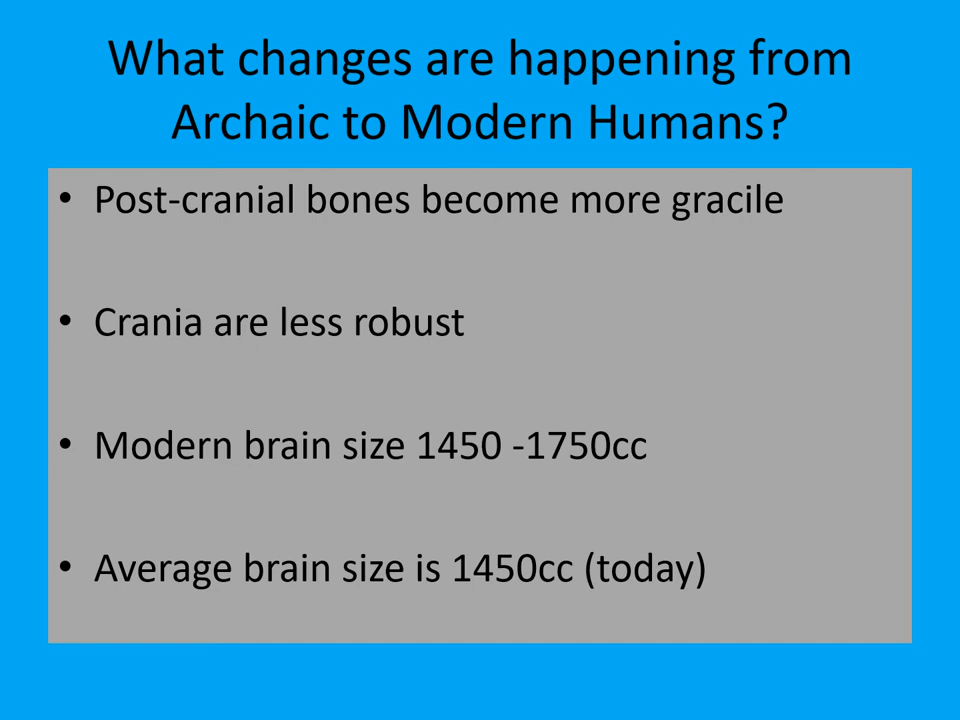 What changes are happening from
Archaic to Modern Humans?
• Post-cranial bones become more gracile
• Crania are less robust
• Modern brain size 1450 -1750cc
• Average brain size is 1450cc (today)